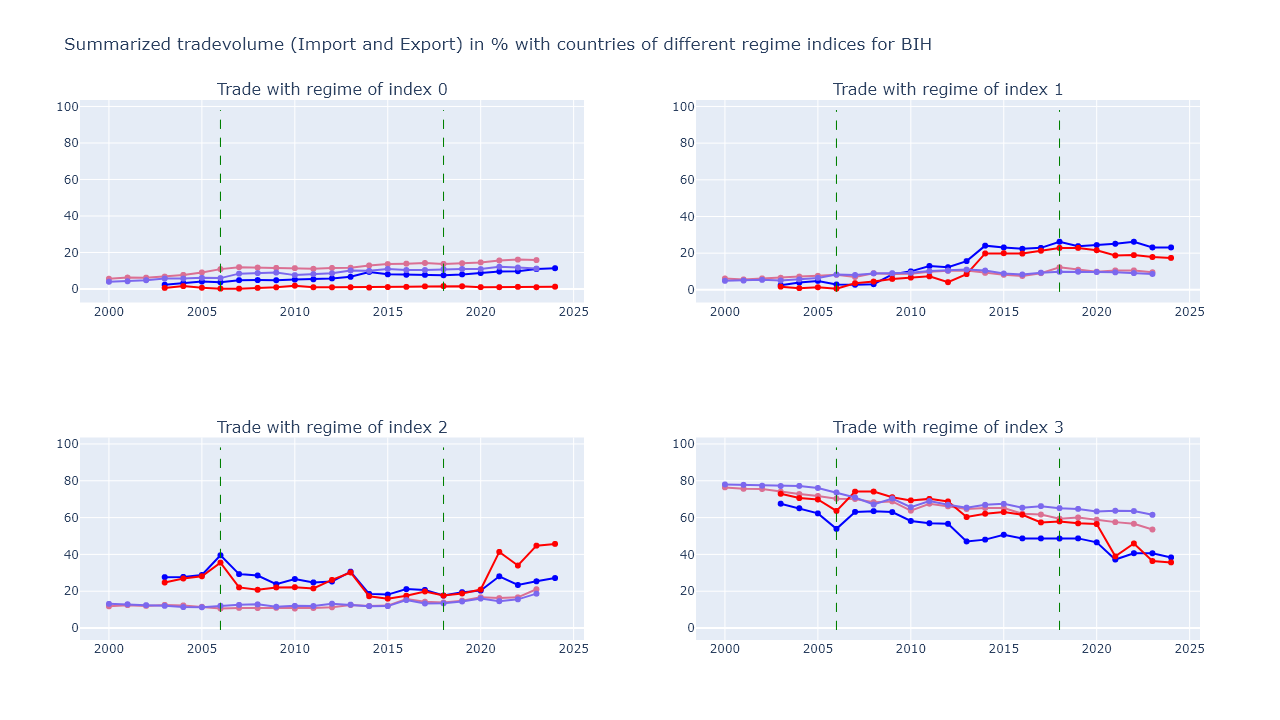 Summarized tradevolume (Import and Export) in % with countries of different regime indices for BIH
Trade with regime of index 0
100
80
60
40
20
0
2000 2005 2010 2015 2020 2025
Trade with regime of index 1
100
80
60
40
20
0
2000 2005 2010 2015 2020 2025
Trade with regime of index 2
100
80
60
40
20
0
2000 2005 2010 2015 2020 2025
Trade with regime of index 3
100
80
60
40
20
0
2000 2005 2010 2015 2020 2025